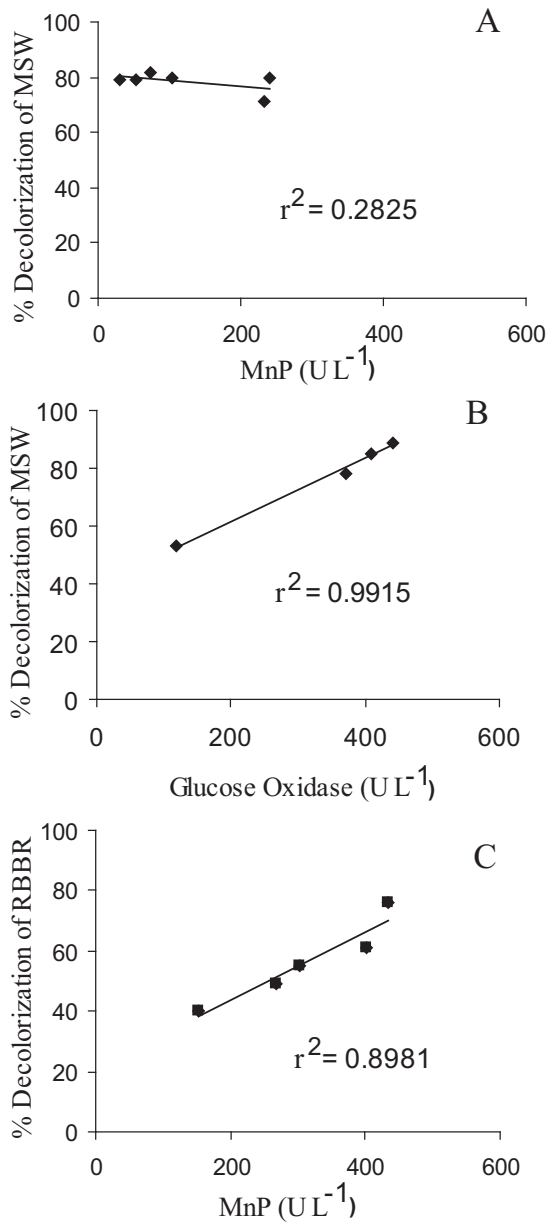 A
% Decolorization of MSW
100
80
60
40
20
0
r² = 0.2825
0 200 400 600
MnP (U L⁻¹)
B
% Decolorization of MSW
100
80
60
40
20
0
r² = 0.9915
0 200 400 600
Glucose Oxidase (U L⁻¹)
C
% Decolorization of RBBR
100
80
60
40
20
0
r² = 0.8981
0 200 400 600
MnP (U L⁻¹)